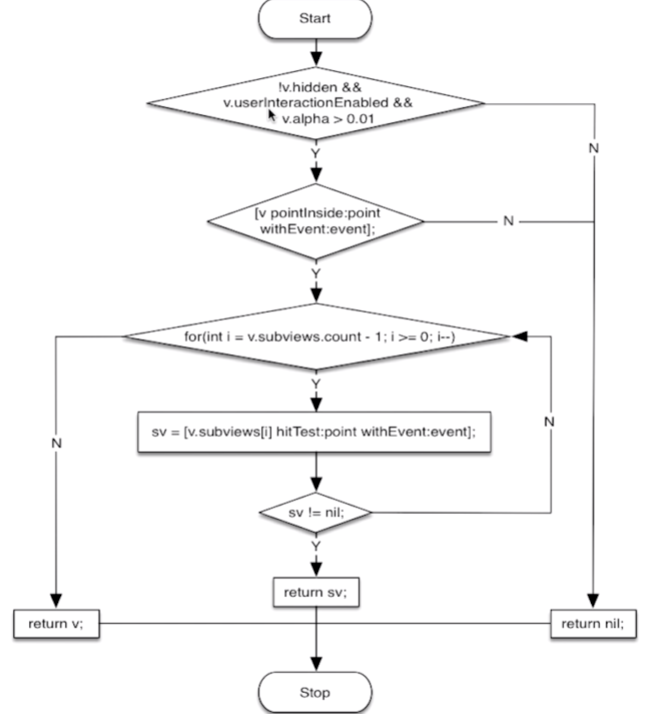 Start
!v.hidden &&
v.userInteractionEnabled &&
v.alpha > 0.01
Y
N
[v pointInside:point
withEvent:event];
N
Y
for(int i = v.subviews.count - 1; i >= 0; i--)
Y
N
N
sv = [v.subviews[i] hitTest:point withEvent:event];
sv != nil;
Y
return sv;
return v;
return nil;
Stop